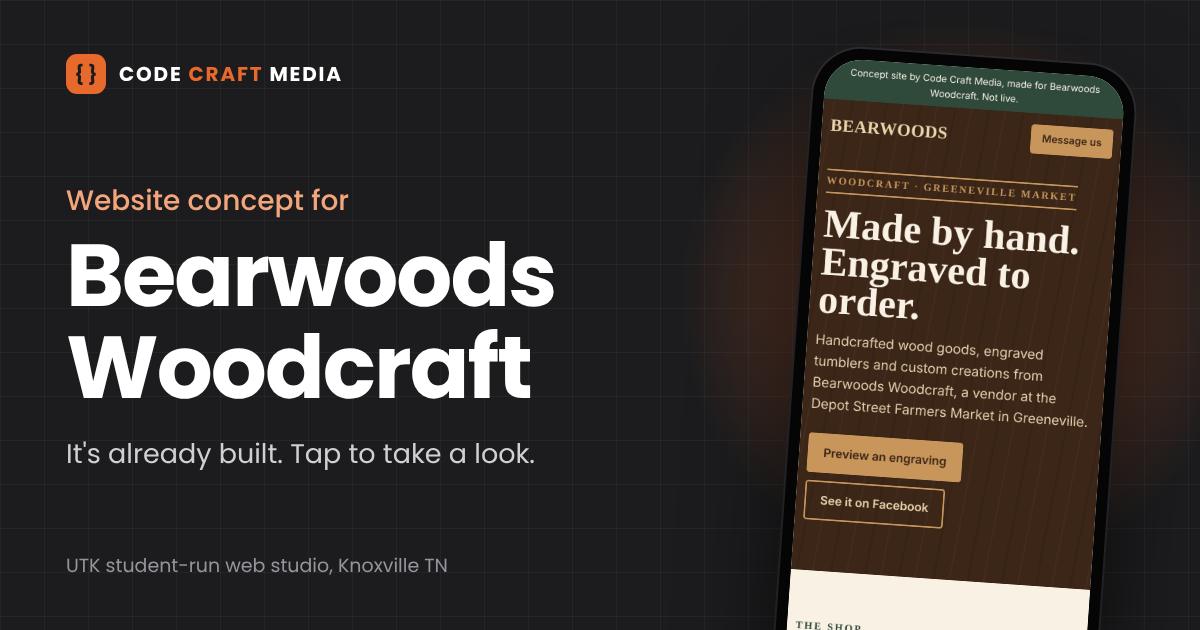 { } CODE CRAFT MEDIA
Website concept for
Bearwoods
Woodcraft
It's already built. Tap to take a look.
UTK student-run web studio, Knoxville TN
Concept site by Code Craft Media, made for Bearwoods
Woodcraft. Not live.
BEARWOODS
Message us
WOODCRAFT · GREENEVILLE MARKET
Made by hand.
Engraved to
order.
Handcrafted wood goods, engraved
tumblers and custom creations from
Bearwoods Woodcraft, a vendor at the
Depot Street Farmers Market in Greeneville.
Preview an engraving
See it on Facebook
THE SHOP